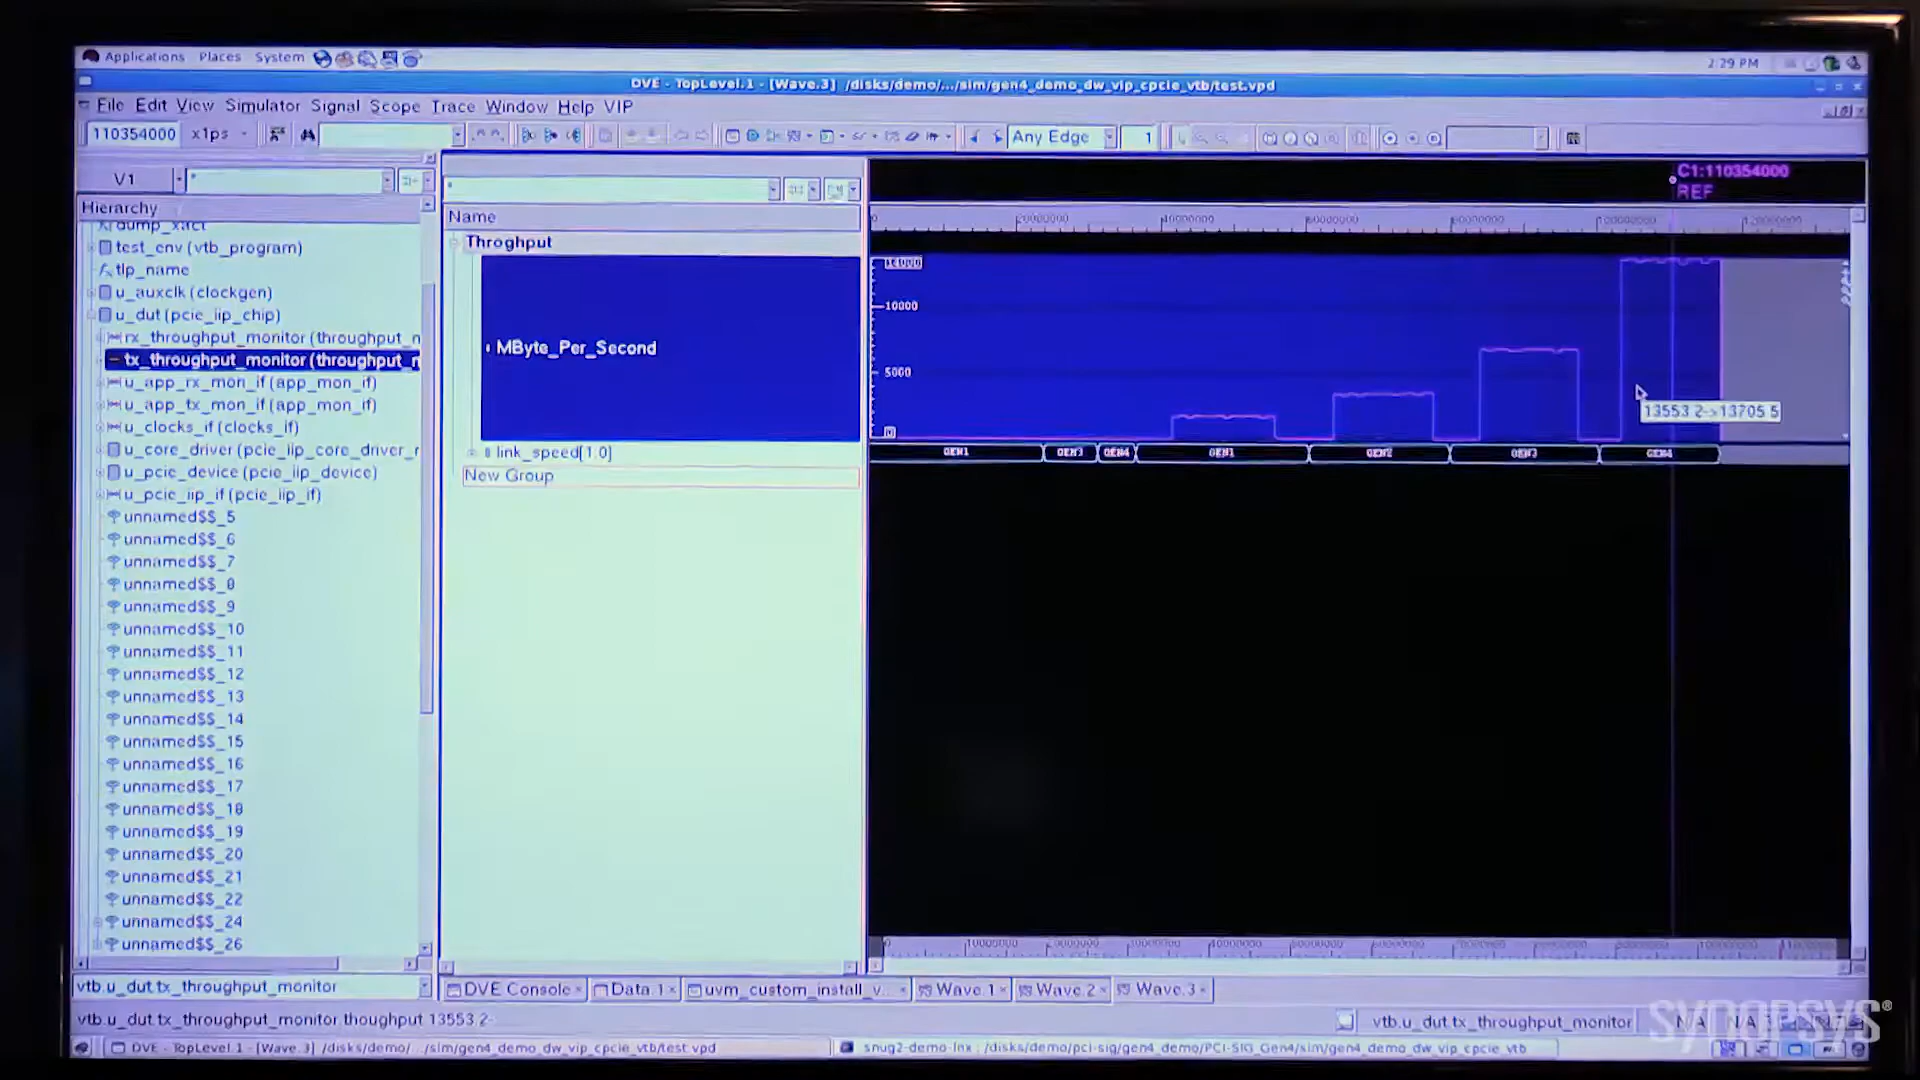 Applications Places System
2:29 PM
DVE - TopLevel.1 - [Wave.3] /disks/demo/.../sim/gen4_demo_dw_vip_cpcie_vtb/test.vpd
File Edit View Simulator Signal Scope Trace Window Help VIP
110354000 x1ps
Any Edge 1
V1
*
*
C1:110354000
REF
Hierarchy
Name
dump_xact
test_env (vtb_program)
Throghput
tlp_name
u_auxclk (clockgen)
u_dut (pcie_iip_chip)
rx_throughput_monitor (throughput_m
tx_throughput_monitor (throughput_m
u_app_rx_mon_if (app_mon_if)
u_app_tx_mon_if (app_mon_if)
u_clocks_if (clocks_if)
u_core_driver (pcie_iip_core_driver_r
u_pcie_device (pcie_iip_device)
u_pcie_iip_if (pcie_iip_if)
MByte_Per_Second
14000
10000
5000
0
13553.2->13705.5
link_speed[1:0]
GEN1 GEN3 GEN4 GEN1 GEN2 GEN3 GEN4
New Group
unnamed$$_5
unnamed$$_6
unnamed$$_7
unnamed$$_8
unnamed$$_9
unnamed$$_10
unnamed$$_11
unnamed$$_12
unnamed$$_13
unnamed$$_14
unnamed$$_15
unnamed$$_16
unnamed$$_17
unnamed$$_18
unnamed$$_19
unnamed$$_20
unnamed$$_21
unnamed$$_22
unnamed$$_24
unnamed$$_26
vtb.u_dut.tx_throughput_monitor
DVE Console Data.1 uvm_custom_install_v... Wave.1 Wave.2 Wave.3
vtb.u_dut.tx_throughput_monitor.thoughput 13553.2-
vtb.u_dut.tx_throughput_monitor N/A N/A
SYNOPSYS®
DVE - TopLevel.1 - [Wave.3] /disks/demo/.../sim/gen4_demo_dw_vip_cpcie_vtb/test.vpd
snug2-demo-lnx : /disks/demo/pci-sig/gen4_demo/PCI-SIG_Gen4/sim/gen4_demo_dw_vip_cpcie_vtb